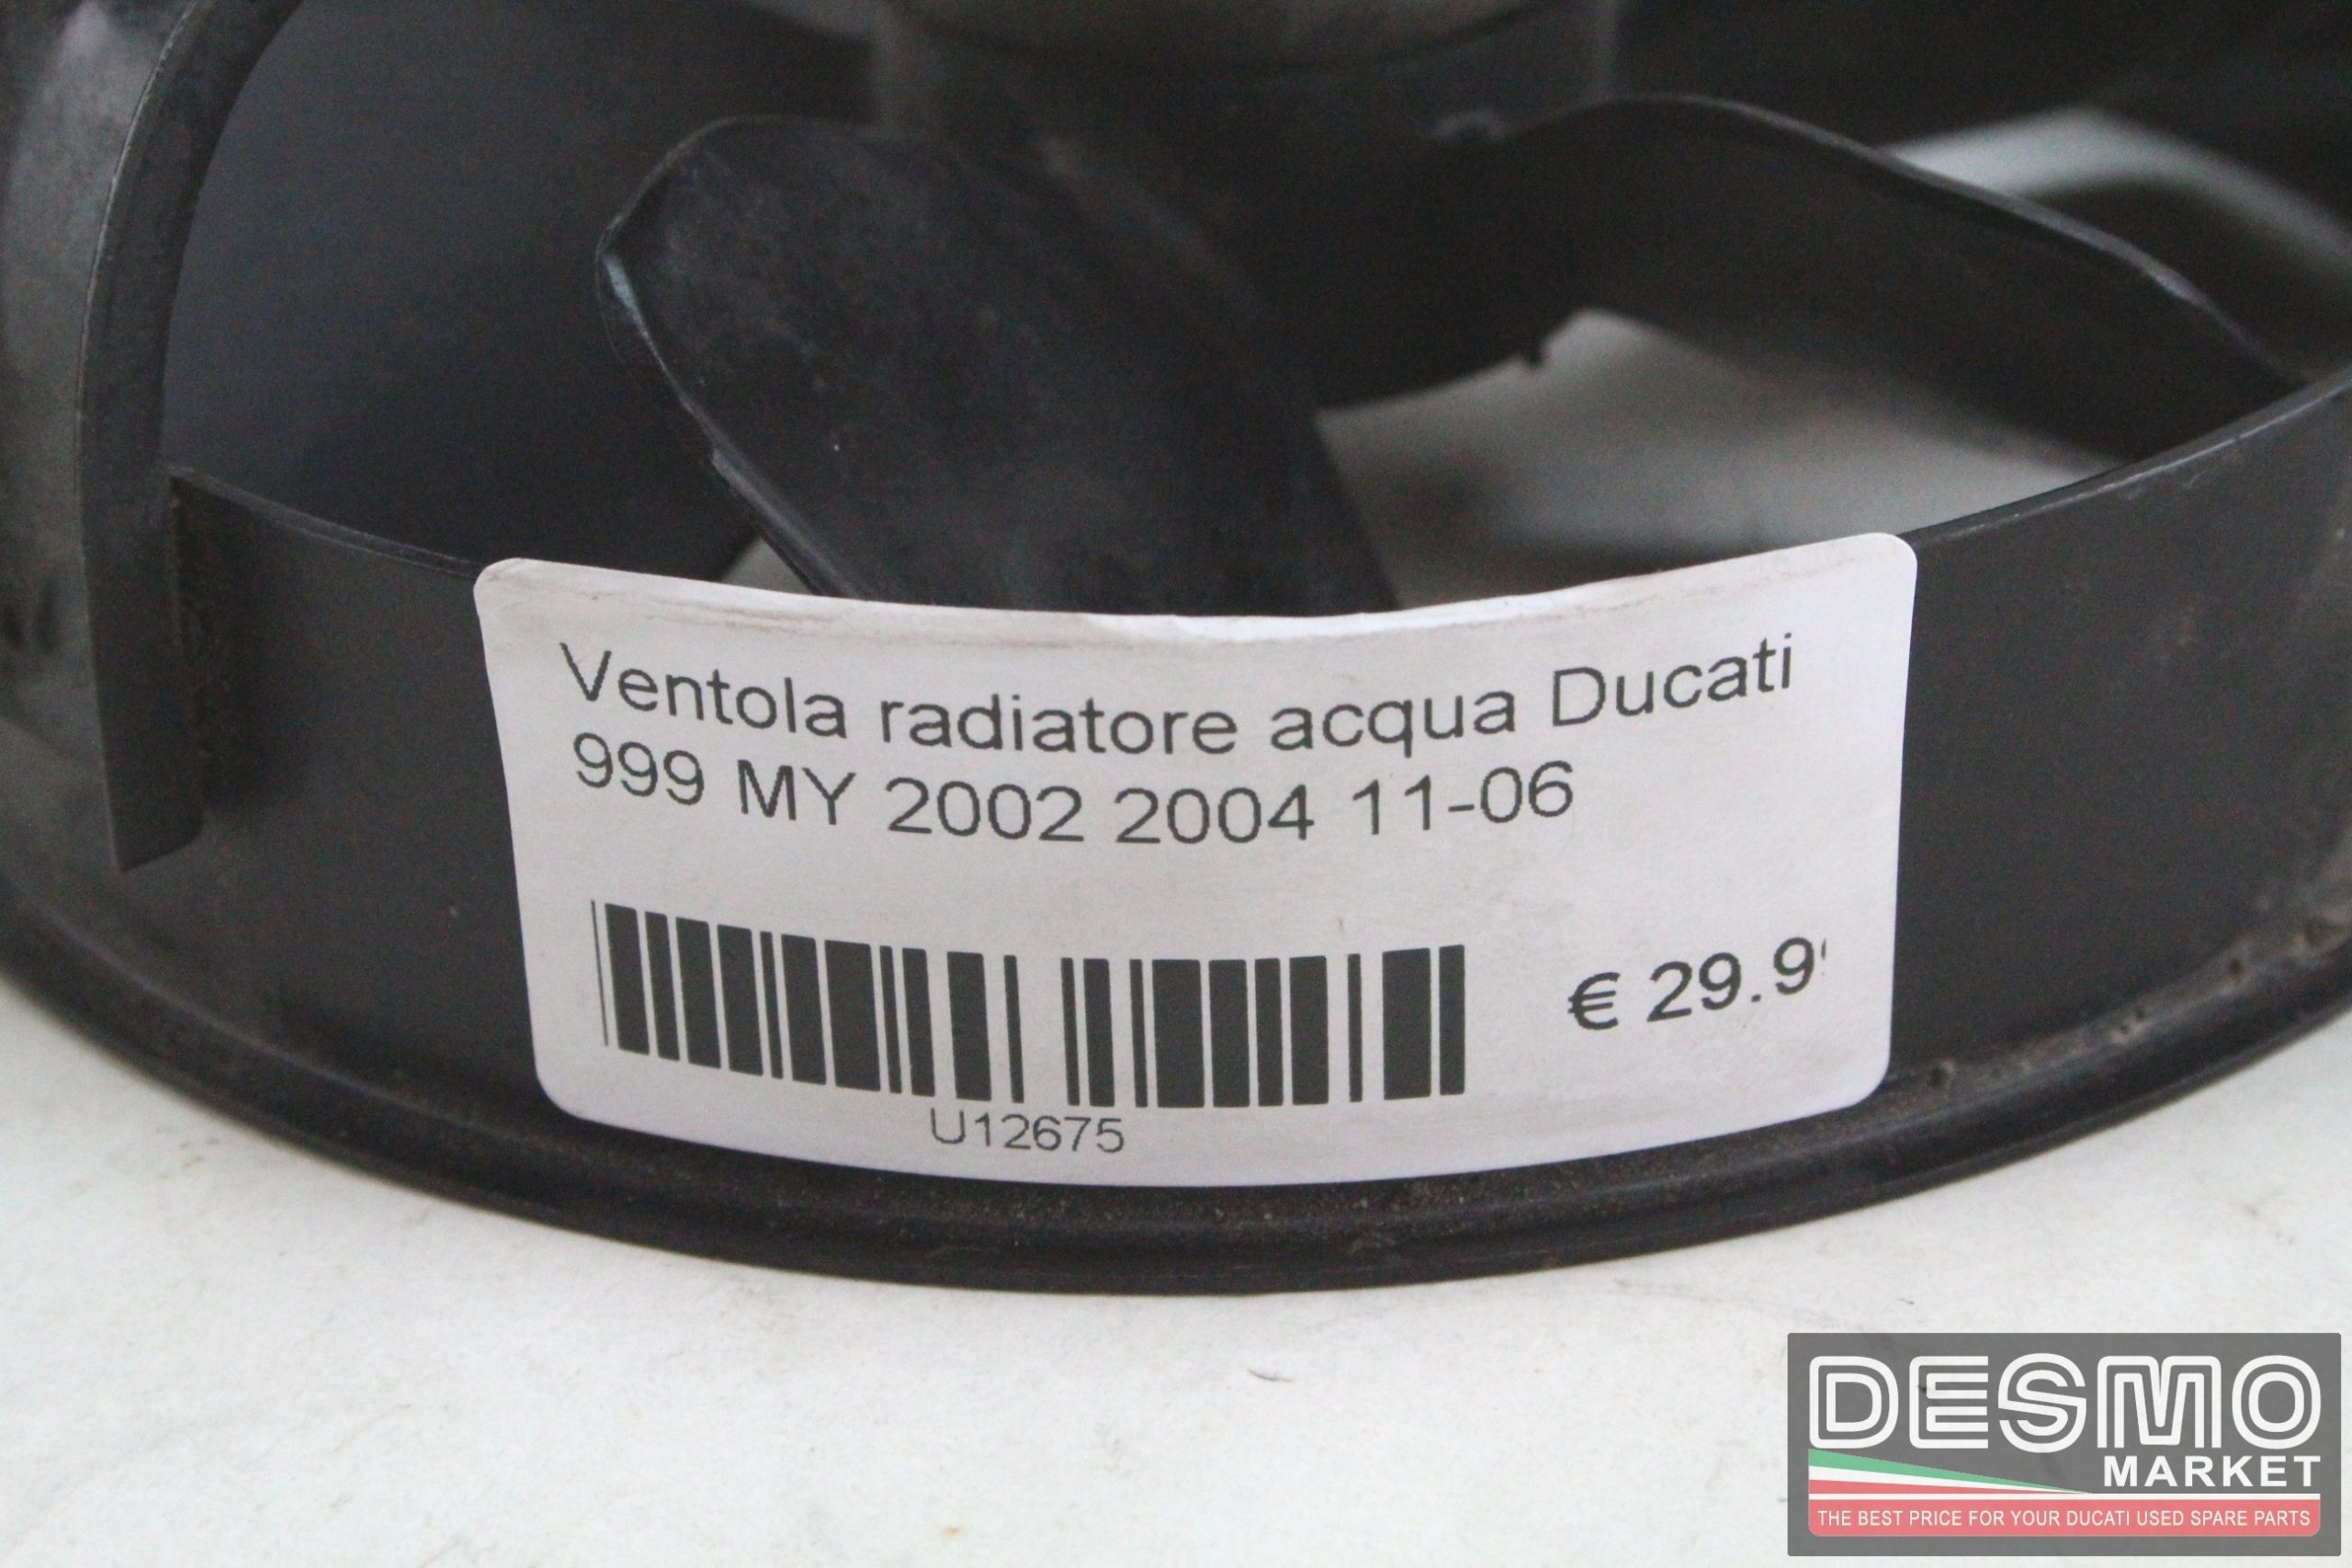 Ventola radiatore acqua Ducati
999 MY 2002 2004 11-06
€ 29.9
U12675
DESMO
MARKET
THE BEST PRICE FOR YOUR DUCATI USED SPARE PARTS